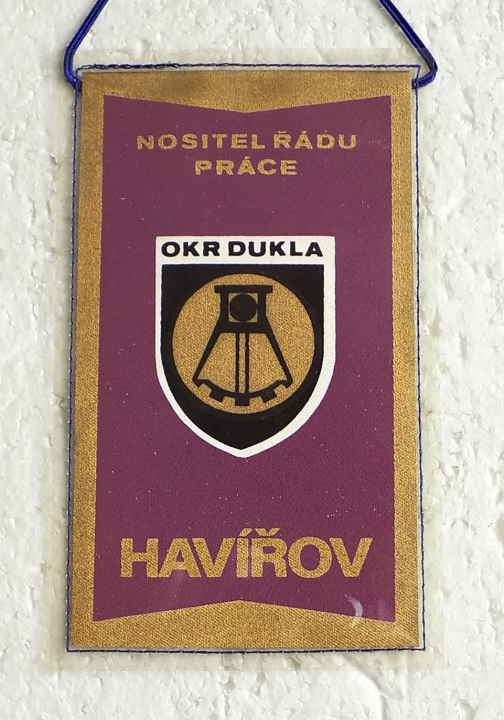 NOSITEL ŘÁDU
PRÁCE
OKR DUKLA
HAVÍŘOV